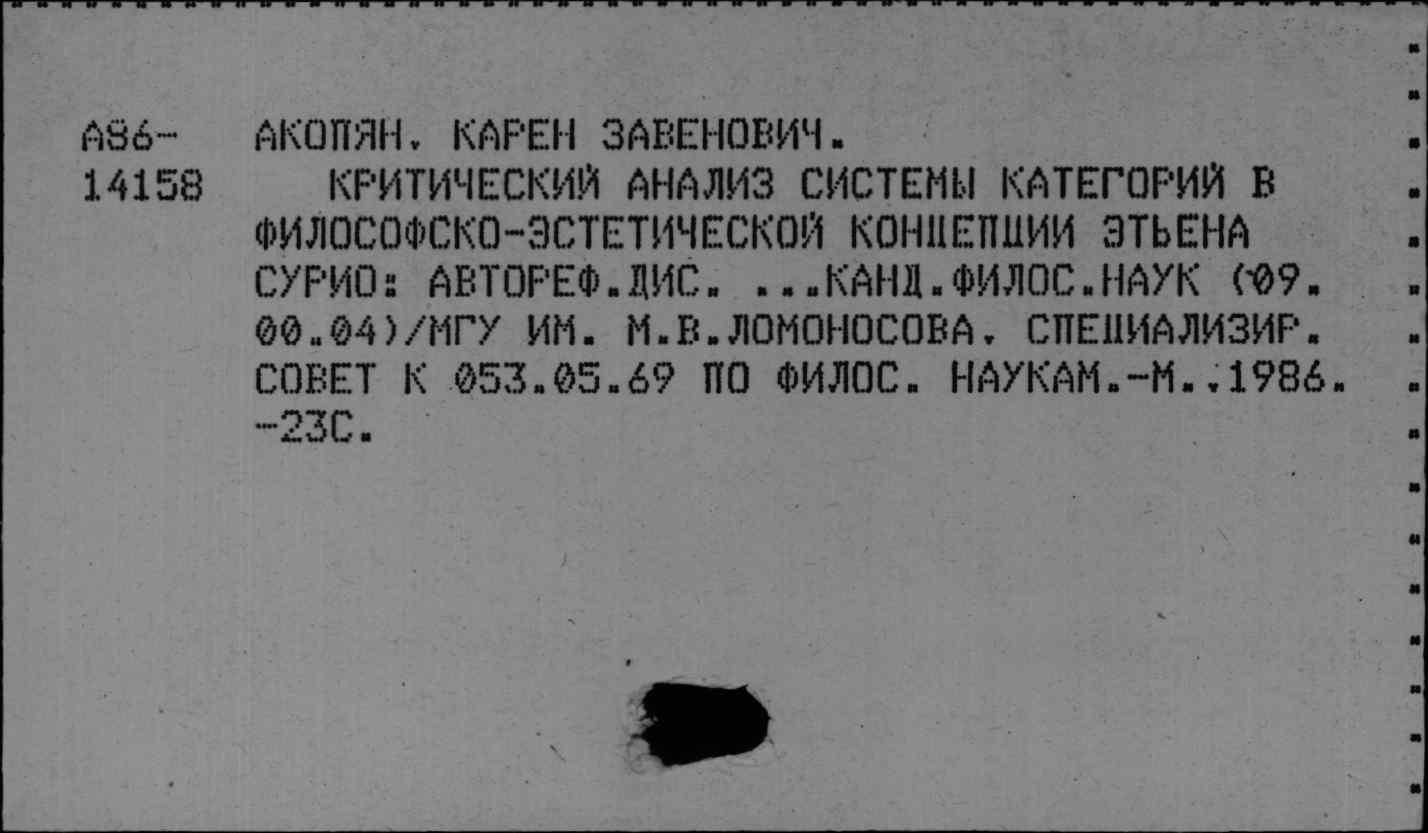 А86- АКОПЯН, КАРЕН ЗАВЕНОВИЧ.
14158 КРИТИЧЕСКИЙ АНАЛИЗ СИСТЕМЫ КАТЕГОРИЙ В
ФИЛОСОФСКО-ЭСТЕТИЧЕСКОЙ КОНЦЕПЦИИ ЭТЬЕНА
СУРИО: АВТОРЕФ.ДИС. ...КАНД.ФИЛОС.НАУК (09.
00.04)/МГУ ИМ. М.В.ЛОМОНОСОВА, СПЕЦИАЛИЗИР.
СОВЕТ К 053.05.69 ПО ФИЛОС. НАУКАМ.-М.,1986.
-23С.